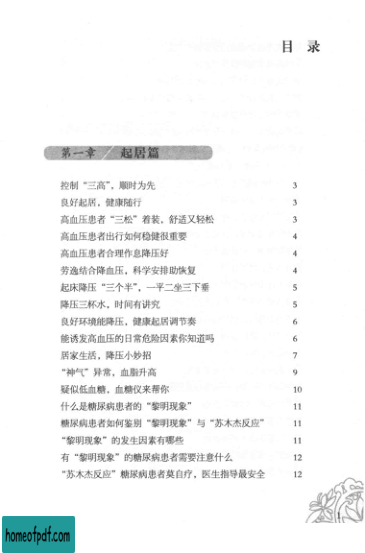 目 录
第一章 起居篇
控制“三高”，顺时为先 3
良好起居，健康随行 3
高血压患者“三松”着装，舒适又轻松 3
高血压患者出行如何稳健很重要 4
高血压患者合理作息降压好 4
劳逸结合降血压，科学安排助恢复 4
起床降压“三个半”，一平二坐三下垂 5
降压三杯水，时间有讲究 5
良好环境能降压，健康起居调节奏 6
能诱发高血压的日常危险因素你知道吗 6
居家生活，降压小妙招 7
“神气”异常，血脂升高 9
疑似低血糖，血糖仪来帮你 10
什么是糖尿病患者的“黎明现象” 11
糖尿病患者如何鉴别“黎明现象”与“苏木杰反应” 11
“黎明现象”的发生因素有哪些 11
有“黎明现象”的糖尿病患者需要注意什么 12
“苏木杰反应”糖尿病患者莫自疗，医生指导最安全 12
1
homeofpdf.com